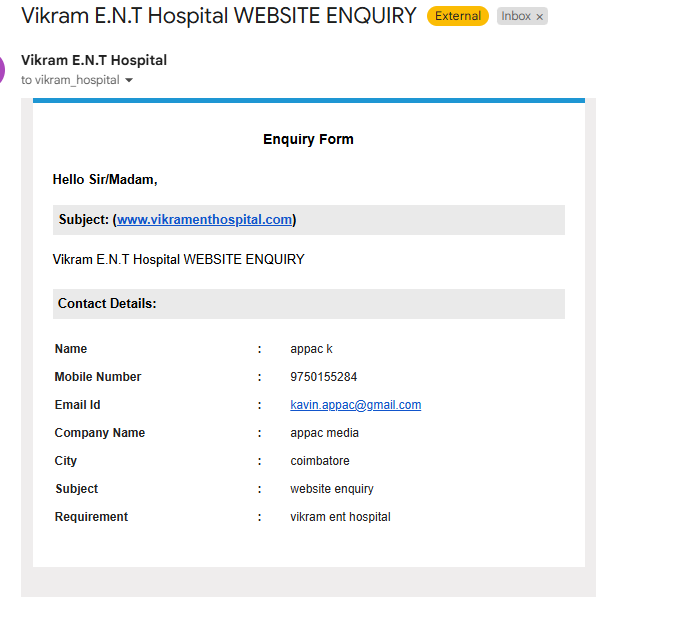 Vikram E.N.T Hospital WEBSITE ENQUIRY External Inbox ×
Vikram E.N.T Hospital
to vikram_hospital
Enquiry Form
Hello Sir/Madam,
Subject: (www.vikramenthospital.com)
Vikram E.N.T Hospital WEBSITE ENQUIRY
Contact Details:
Name : appac k
Mobile Number : 9750155284
Email Id : kavin.appac@gmail.com
Company Name : appac media
City : coimbatore
Subject : website enquiry
Requirement : vikram ent hospital